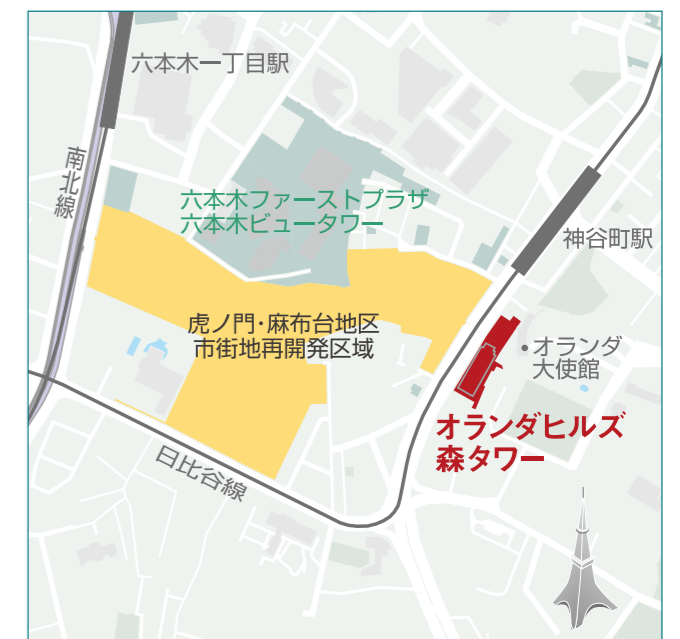 六本木一丁目駅
南北線
六本木ファーストプラザ
六本木ビュータワー
神谷町駅
虎ノ門・麻布台地区
市街地再開発区域
・オランダ
大使館
オランダヒルズ
森タワー
日比谷線